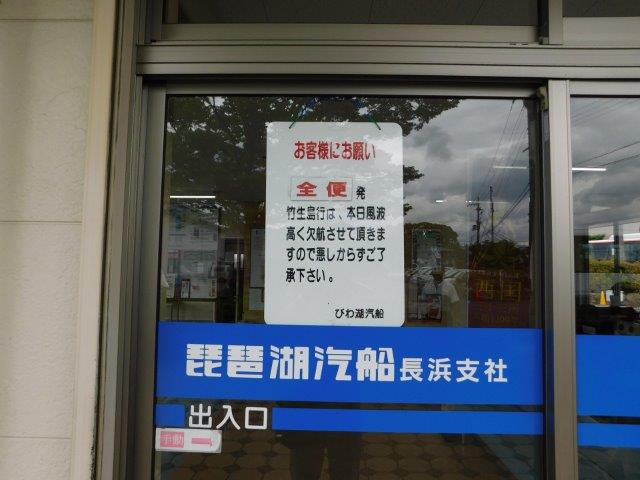 お客様にお願い
全便 発
竹生島行は、本日風波
高く欠航させて頂きま
すので悪しからずご了
承下さい。
びわ湖汽船
琵琶湖汽船 長浜支社
出入口
手動
西国